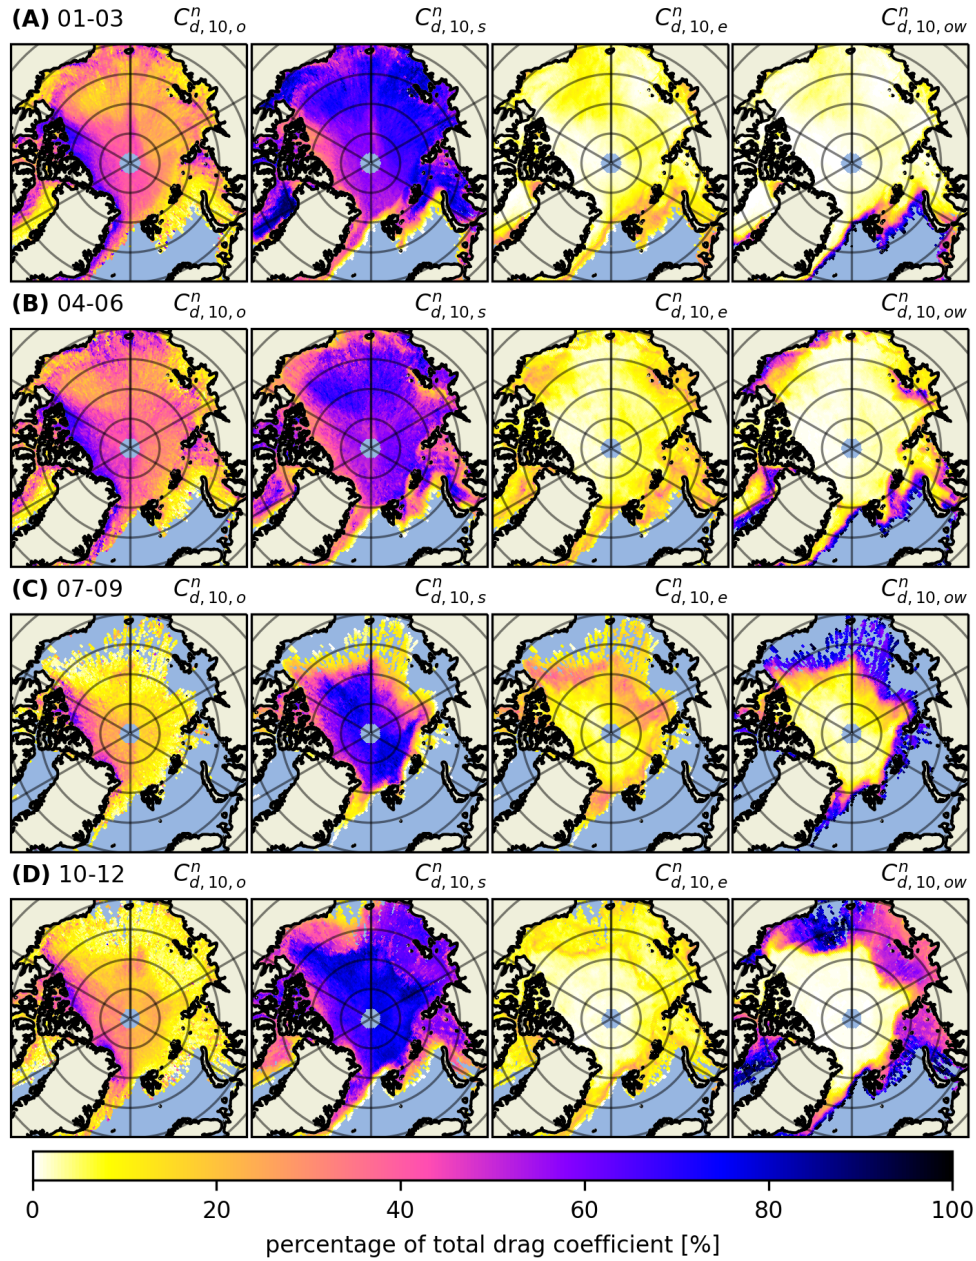 (A) 01-03 C^n_{d,10,o} C^n_{d,10,s} C^n_{d,10,e} C^n_{d,10,ow}
(B) 04-06 C^n_{d,10,o} C^n_{d,10,s} C^n_{d,10,e} C^n_{d,10,ow}
(C) 07-09 C^n_{d,10,o} C^n_{d,10,s} C^n_{d,10,e} C^n_{d,10,ow}
(D) 10-12 C^n_{d,10,o} C^n_{d,10,s} C^n_{d,10,e} C^n_{d,10,ow}
0 20 40 60 80 100
percentage of total drag coefficient [%]